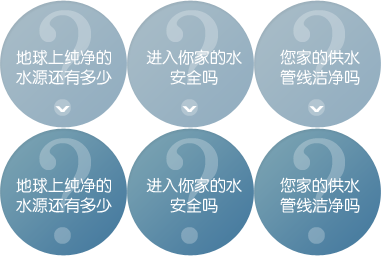 地球上纯净的
水源还有多少
进入你家的水
安全吗
您家的供水
管线洁净吗
地球上纯净的
水源还有多少
进入你家的水
安全吗
您家的供水
管线洁净吗